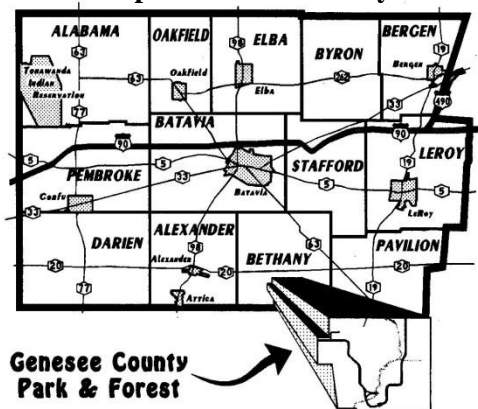 ALABAMA
OAKFIELD
ELBA
BYRON
BERGEN
63
98
19
Tonawanda
Indian
Reservation
63
Oakfield
Elba
262
Bergen
33
490
77
BATAVIA
90
90
5
PEMBROKE
5
33
Batavia
STAFFORD
5
19
LEROY
5
LeRoy
Corfu
33
DARIEN
ALEXANDER
98
BETHANY
63
PAVILION
20
Alexander
20
20
77
Attica
19
Genesee County
Park & Forest